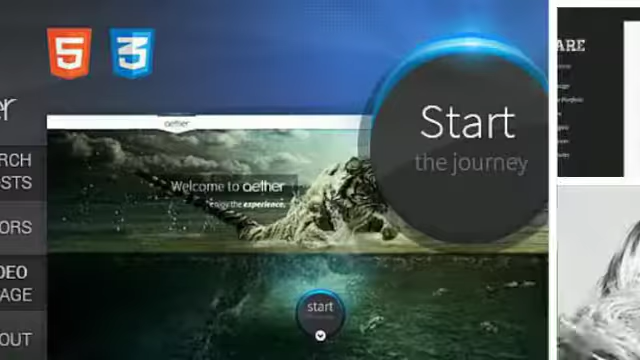 5
3
er
RCH
STS
ORS
DEO
AGE
OUT
aether
Welcome to aether
enjoy the experience.
start
Start
the journey
ARE